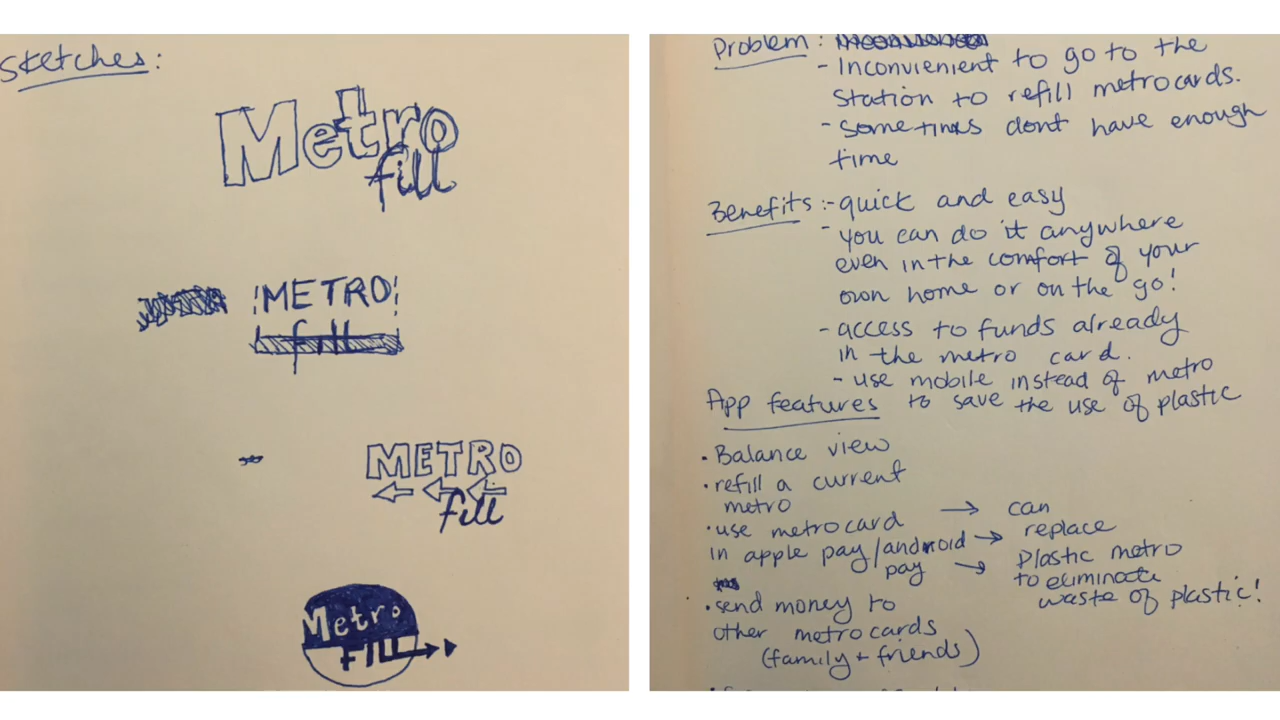 Sketches:
Metro
fill
!METRO!
fill
METRO
fill
Metro
FILL
Problem:
- Inconvienient to go to the
Station to refill metrocards.
- Sometimes dont have enough
time
Benefits:- quick and easy
- you can do it anywhere
even in the comfort of your
own home or on the go!
- access to funds already
in the metro card.
- use mobile instead of metro
to save the use of plastic
App features
• Balance view
• refill a current
metro
• use metrocard → can
in apple pay/android → replace
pay → Plastic metro
to eliminate
waste of plastic!
• send money to
other metrocards
(family + friends)